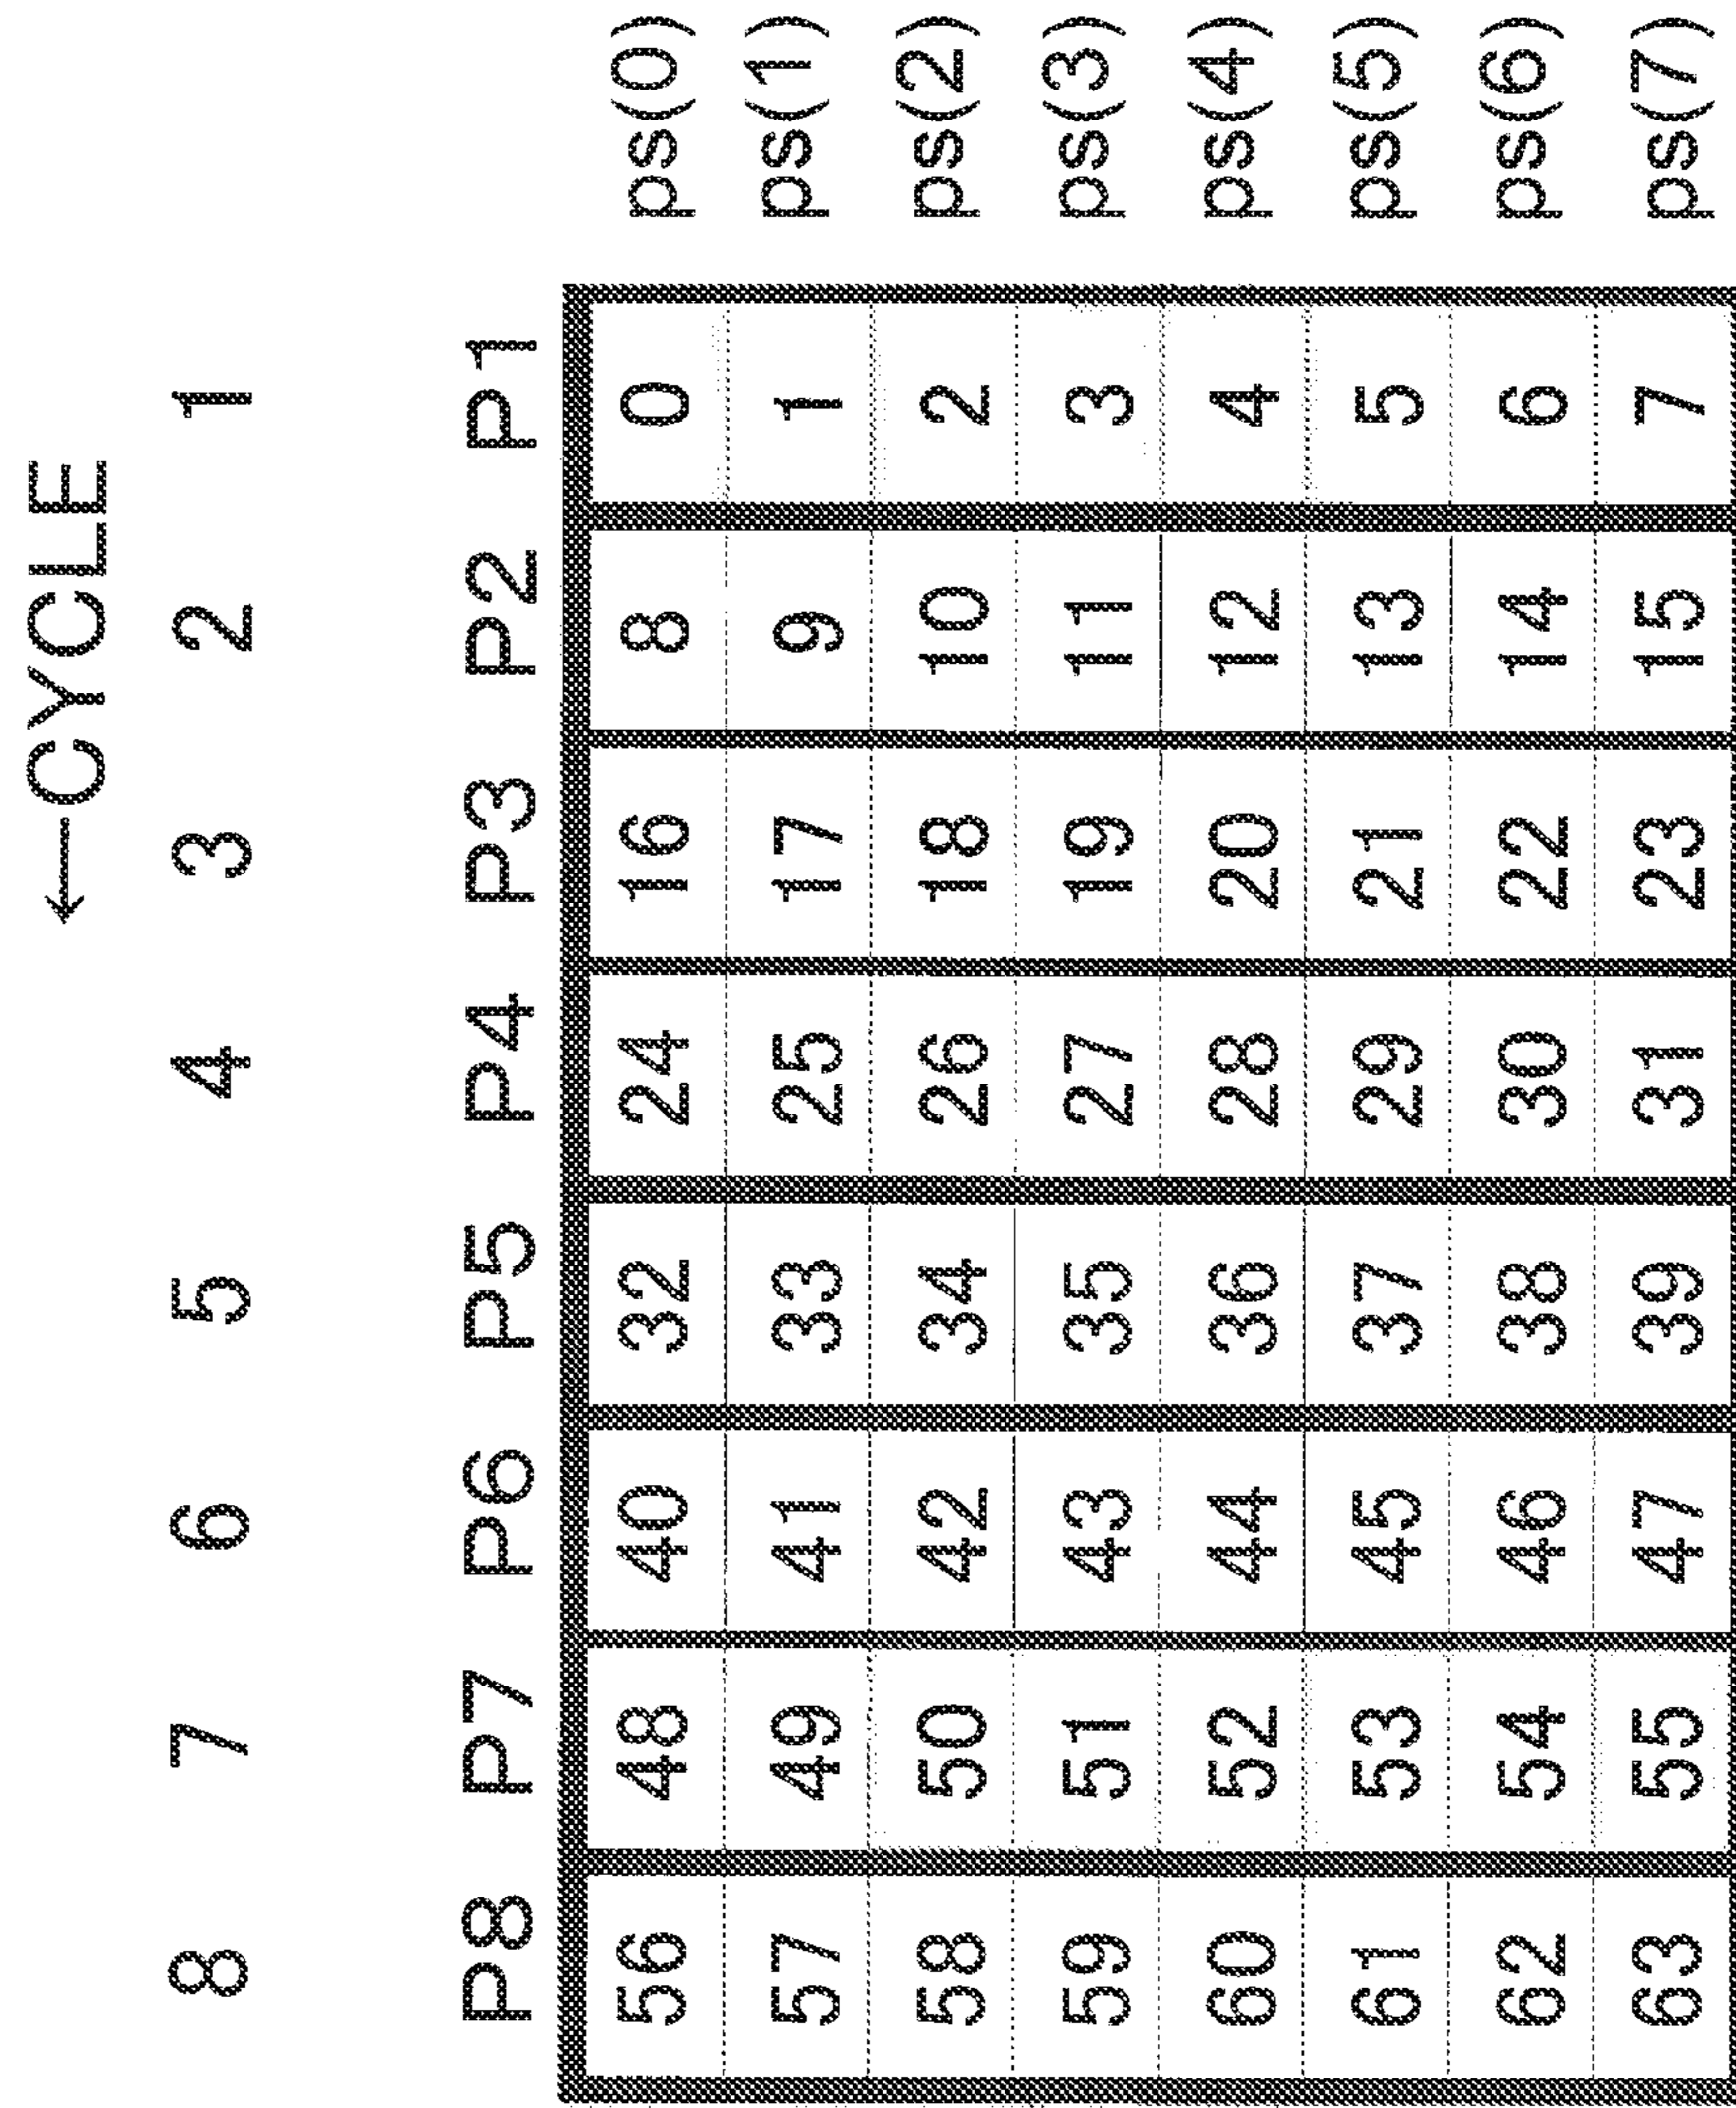 ←CYCLE
8 7 6 5 4 3 2 1
P8 P7 P6 P5 P4 P3 P2 P1
56 48 40 32 24 16 8 0 ps(0)
57 49 41 33 25 17 9 1 ps(1)
58 50 42 34 26 18 10 2 ps(2)
59 51 43 35 27 19 11 3 ps(3)
60 52 44 36 28 20 12 4 ps(4)
61 53 45 37 29 21 13 5 ps(5)
62 54 46 38 30 22 14 6 ps(6)
63 55 47 39 31 23 15 7 ps(7)